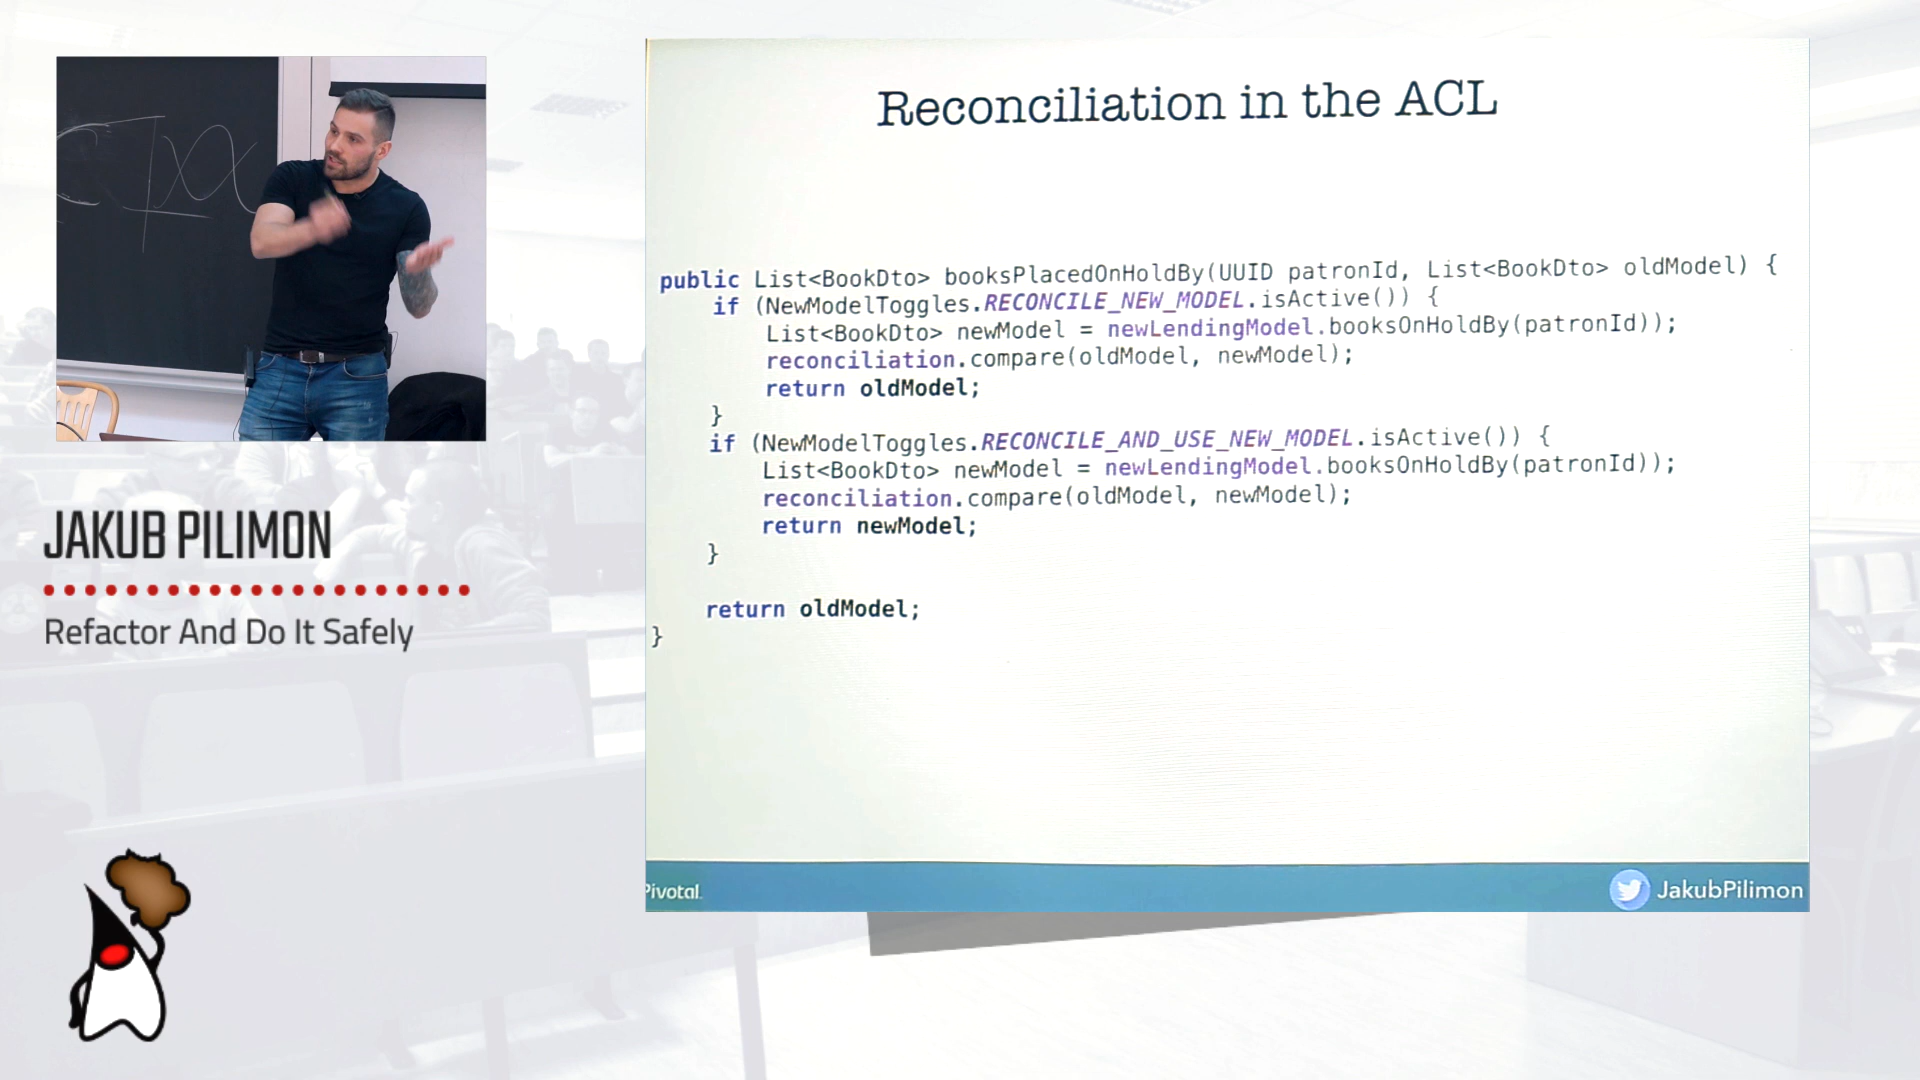 Reconciliation in the ACL
public List<BookDto> booksPlacedOnHoldBy(UUID patronId, List<BookDto> oldModel) {
if (NewModelToggles.RECONCILE_NEW_MODEL.isActive()) {
List<BookDto> newModel = newLendingModel.booksOnHoldBy(patronId));
reconciliation.compare(oldModel, newModel);
return oldModel;
}
if (NewModelToggles.RECONCILE_AND_USE_NEW_MODEL.isActive()) {
List<BookDto> newModel = newLendingModel.booksOnHoldBy(patronId));
reconciliation.compare(oldModel, newModel);
return newModel;
}
return oldModel;
}
Pivotal.
JakubPilimon
JAKUB PILIMON
Refactor And Do It Safely